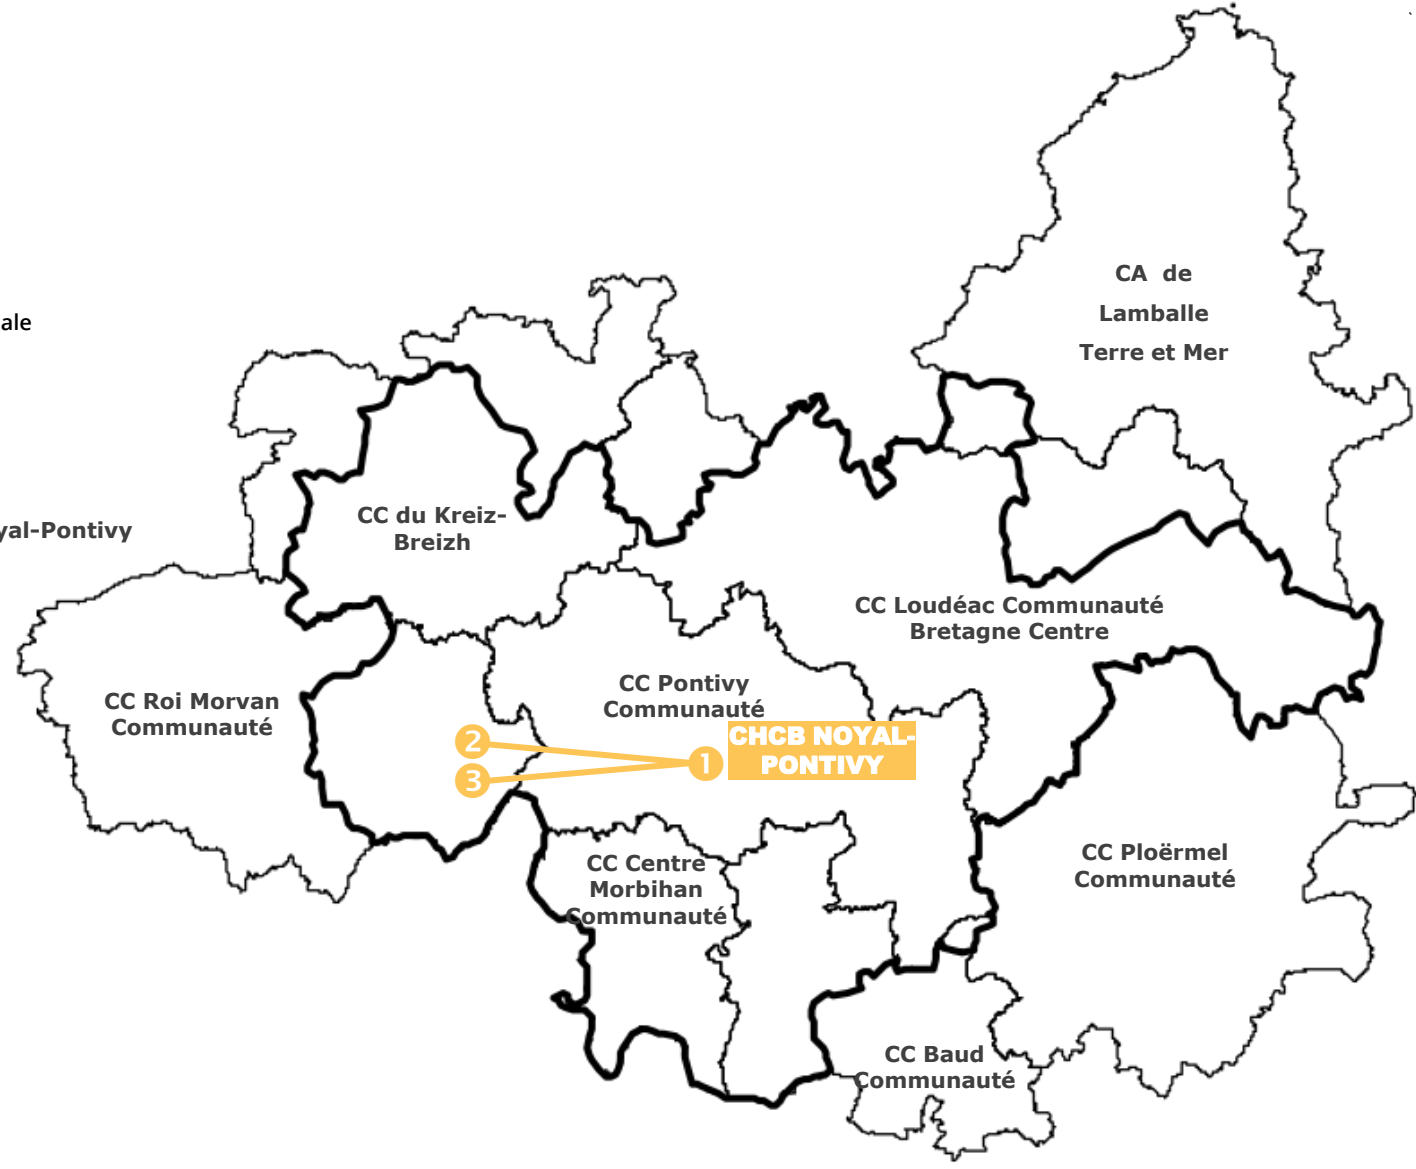 CA de
Lamballe
Terre et Mer
ale
CC du Kreiz-
Breizh
yal-Pontivy
CC Loudéac Communauté
Bretagne Centre
CC Roi Morvan
Communauté
CC Pontivy
Communauté
CHCB NOYAL-
PONTIVY
2
1
3
CC Centre
Morbihan
Communauté
CC Ploërmel
Communauté
CC Baud
Communauté